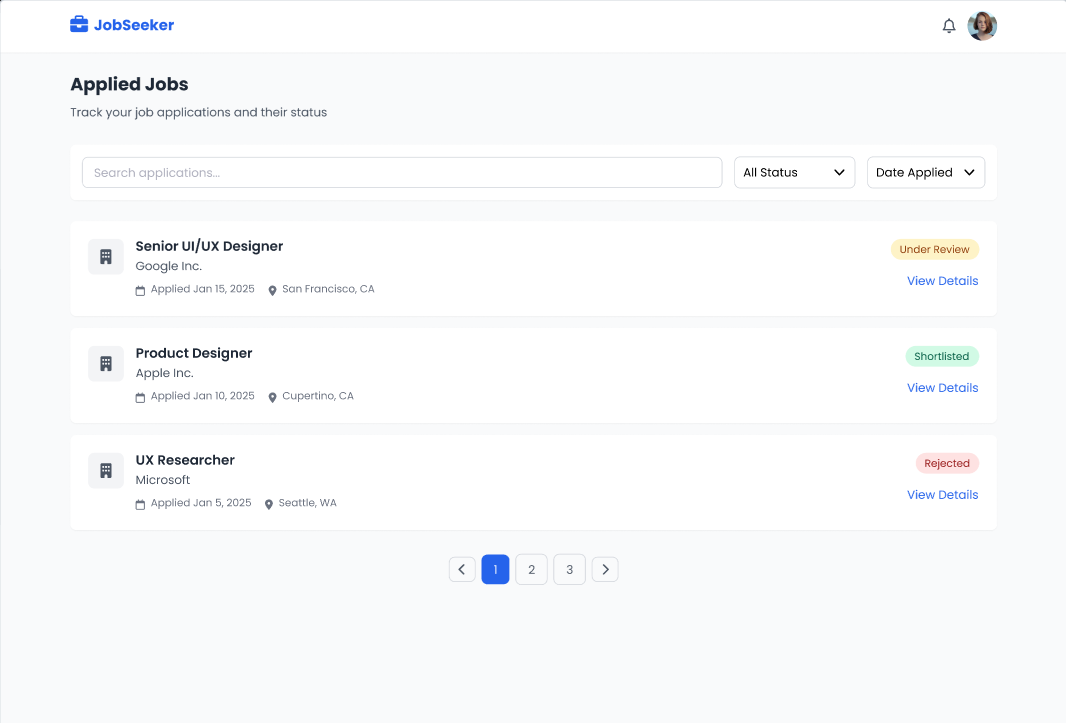 JobSeeker
Applied Jobs
Track your job applications and their status
Search applications...
All Status
Date Applied
Senior UI/UX Designer
Under Review
Google Inc.
View Details
Applied Jan 15, 2025
San Francisco, CA
Product Designer
Shortlisted
Apple Inc.
View Details
Applied Jan 10, 2025
Cupertino, CA
UX Researcher
Rejected
Microsoft
View Details
Applied Jan 5, 2025
Seattle, WA
1
2
3